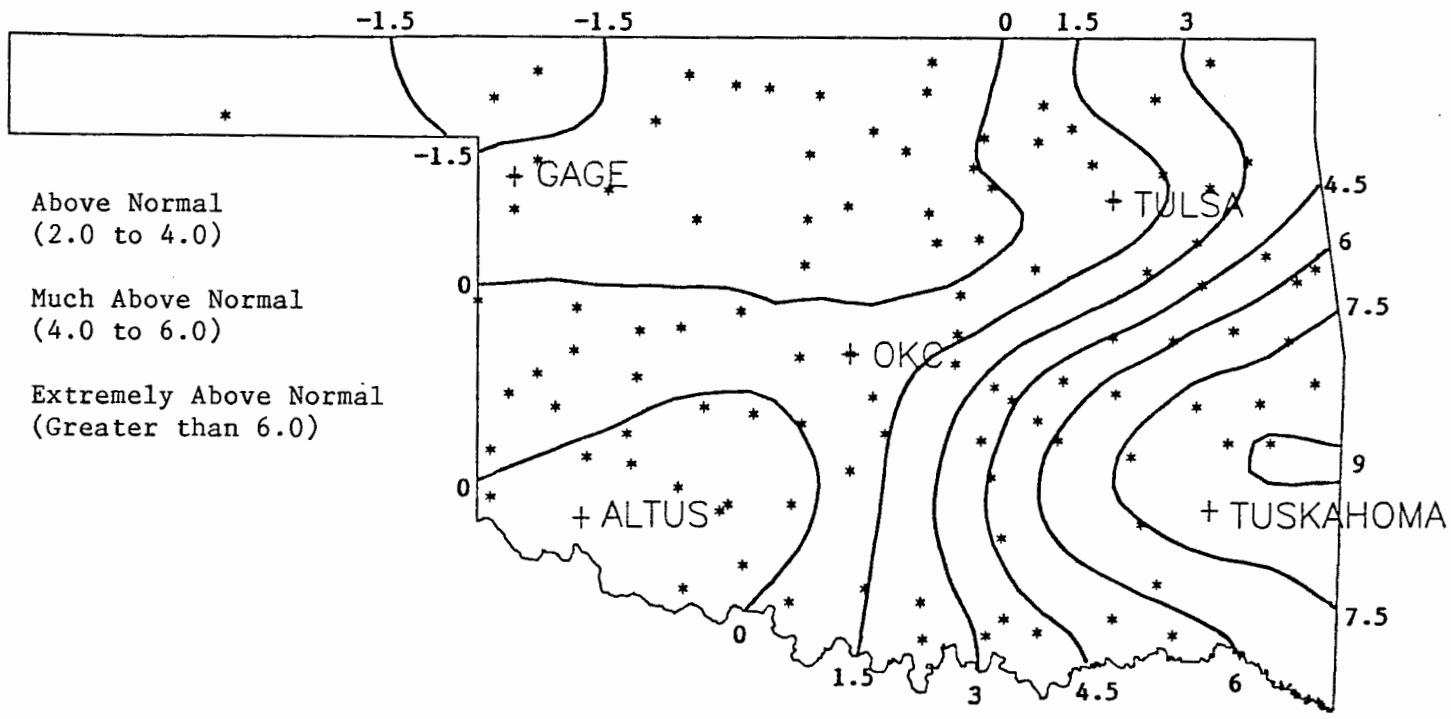 -1.5 -1.5 0 1.5 3
-1.5
GAGE
Above Normal
(2.0 to 4.0)
TULSA
4.5
6
0
Much Above Normal
(4.0 to 6.0)
7.5
OKC
Extremely Above Normal
(Greater than 6.0)
9
0
ALTUS
TUSKAHOMA
7.5
0
1.5
3
4.5
6